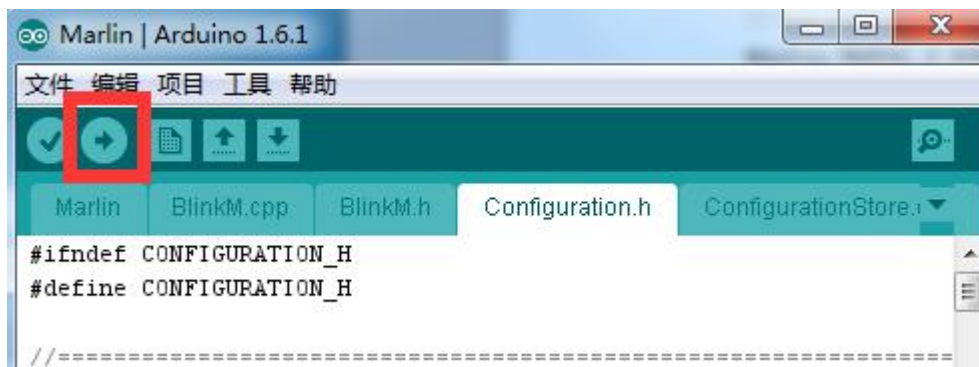 Marlin | Arduino 1.6.1
文件 编辑 项目 工具 帮助
Marlin BlinkM.cpp BlinkM.h Configuration.h ConfigurationStore.
#ifndef CONFIGURATION_H
#define CONFIGURATION_H
//================================================================